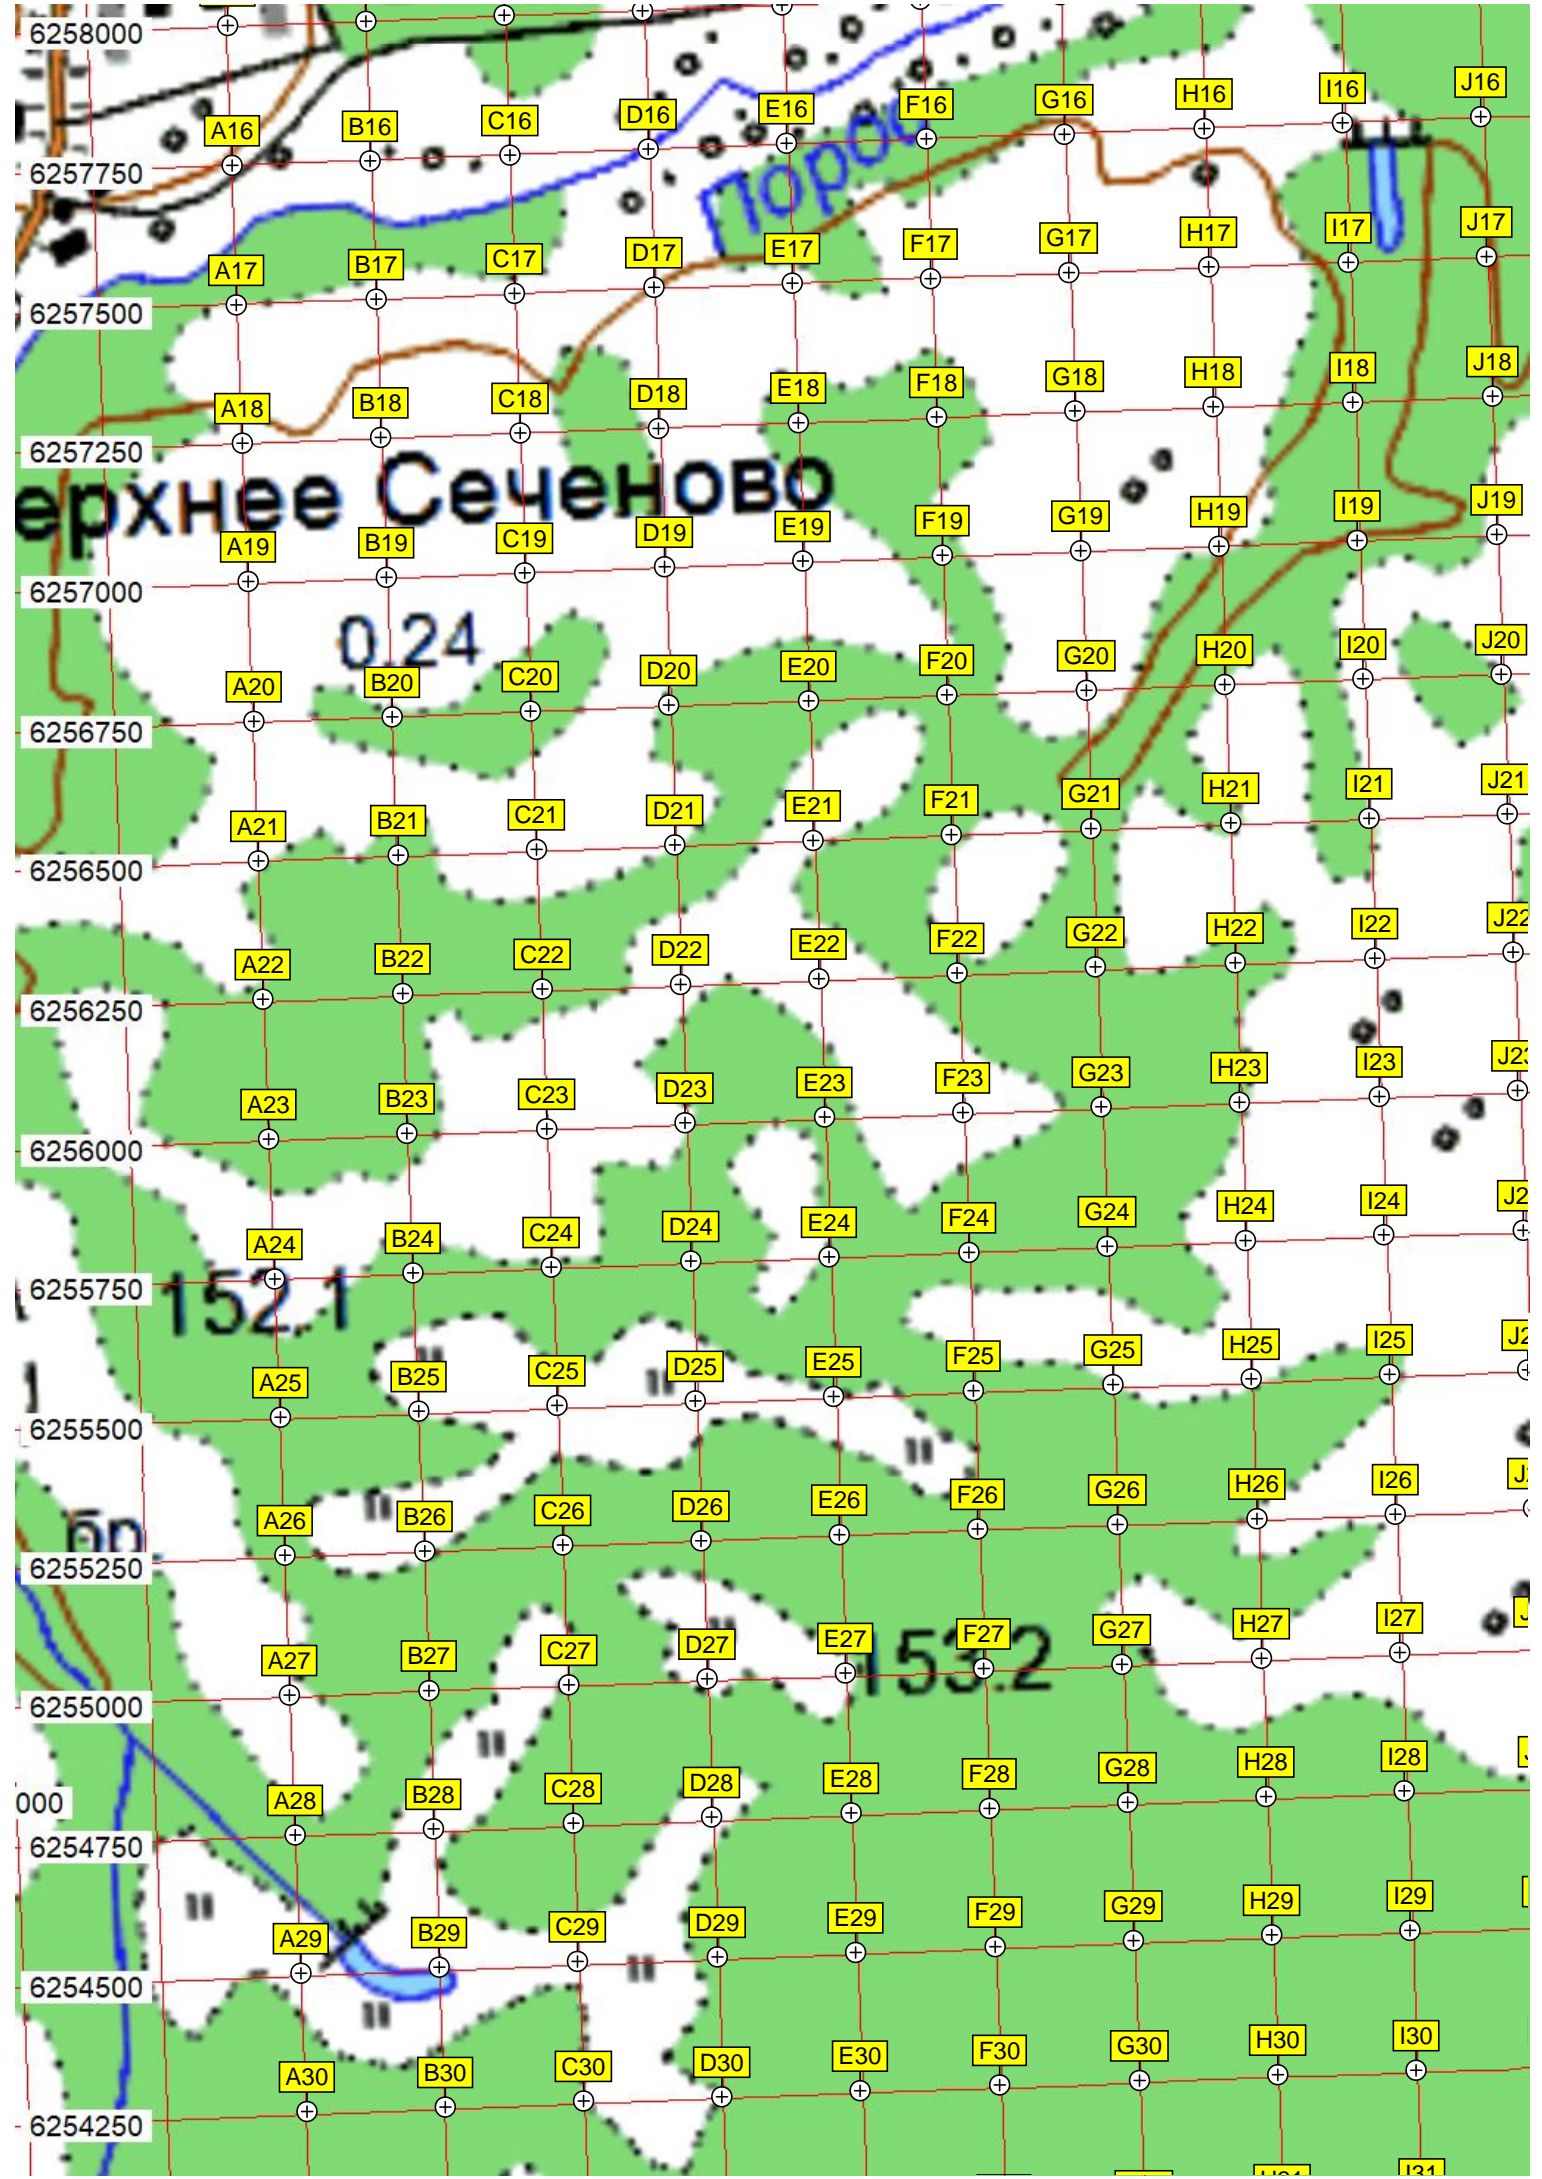 6258000
A16 B16 C16 D16 E16 F16 G16 H16 I16 J16
6257750
Порос
A17 B17 C17 D17 E17 F17 G17 H17 I17 J17
6257500
A18 B18 C18 D18 E18 F18 G18 H18 I18 J18
6257250
ерхнее Сеченово
A19 B19 C19 D19 E19 F19 G19 H19 I19 J19
6257000
0.24
A20 B20 C20 D20 E20 F20 G20 H20 I20 J20
6256750
A21 B21 C21 D21 E21 F21 G21 H21 I21 J21
6256500
A22 B22 C22 D22 E22 F22 G22 H22 I22 J22
6256250
A23 B23 C23 D23 E23 F23 G23 H23 I23 J23
6256000
A24 B24 C24 D24 E24 F24 G24 H24 I24 J2
6255750
152.1
A25 B25 C25 D25 E25 F25 G25 H25 I25 J2
6255500
A26 B26 C26 D26 E26 F26 G26 H26 I26 J
бр
6255250
A27 B27 C27 D27 E27 F27 G27 H27 I27
153.2
6255000
A28 B28 C28 D28 E28 F28 G28 H28 I28
000
6254750
A29 B29 C29 D29 E29 F29 G29 H29 I29
6254500
A30 B30 C30 D30 E30 F30 G30 H30 I30
6254250
H31 I31